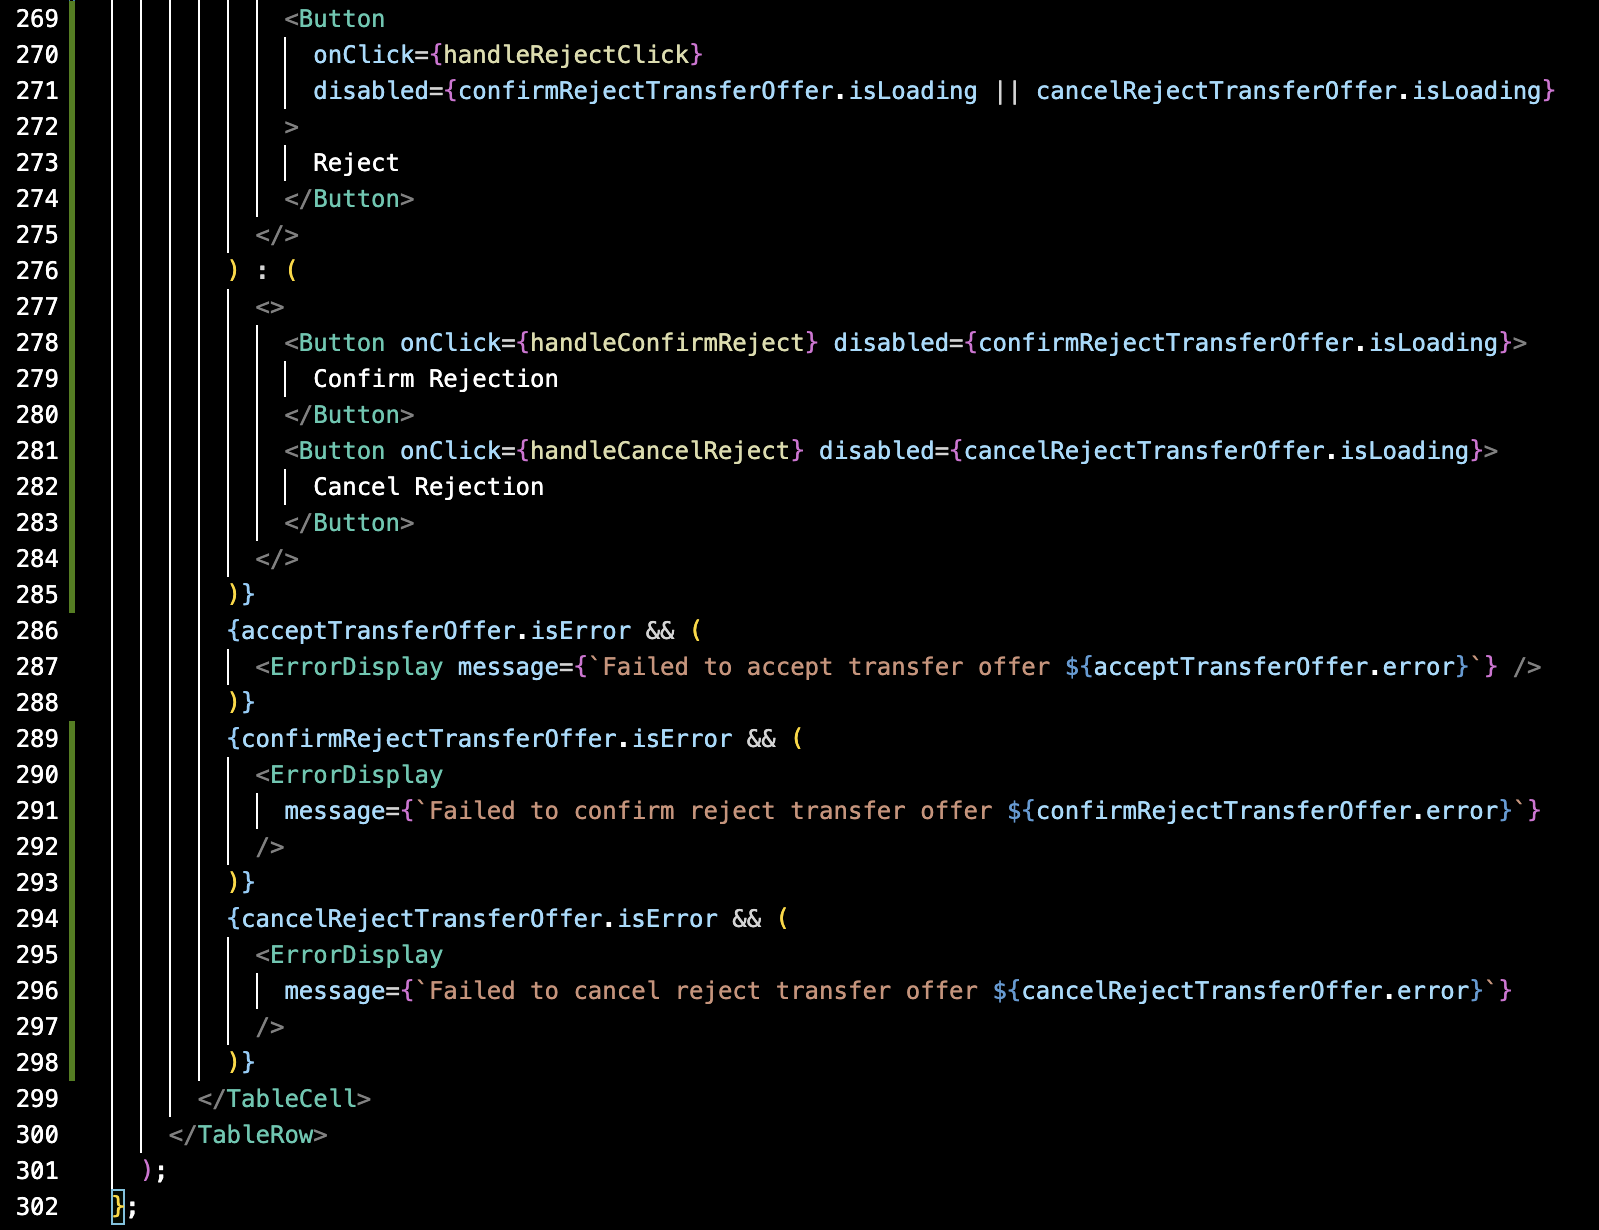 269 <Button
270 onClick={handleRejectClick}
271 disabled={confirmRejectTransferOffer.isLoading || cancelRejectTransferOffer.isLoading}
272 >
273 Reject
274 </Button>
275 </>
276 ) : (
277 <>
278 <Button onClick={handleConfirmReject} disabled={confirmRejectTransferOffer.isLoading}>
279 Confirm Rejection
280 </Button>
281 <Button onClick={handleCancelReject} disabled={cancelRejectTransferOffer.isLoading}>
282 Cancel Rejection
283 </Button>
284 </>
285 )}
286 {acceptTransferOffer.isError && (
287 <ErrorDisplay message={`Failed to accept transfer offer ${acceptTransferOffer.error}`} />
288 )}
289 {confirmRejectTransferOffer.isError && (
290 <ErrorDisplay
291 message={`Failed to confirm reject transfer offer ${confirmRejectTransferOffer.error}`}
292 />
293 )}
294 {cancelRejectTransferOffer.isError && (
295 <ErrorDisplay
296 message={`Failed to cancel reject transfer offer ${cancelRejectTransferOffer.error}`}
297 />
298 )}
299 </TableCell>
300 </TableRow>
301 );
302 };